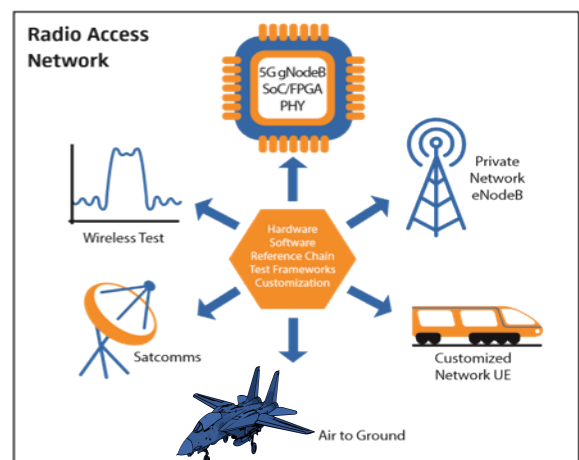 Radio Access
Network
5G gNodeB
SoC/FPGA
PHY
Private
Network
eNodeB
Wireless Test
Hardware
Software
Reference Chain
Test Frameworks
Customization
Satcomms
Customized
Network UE
Air to Ground